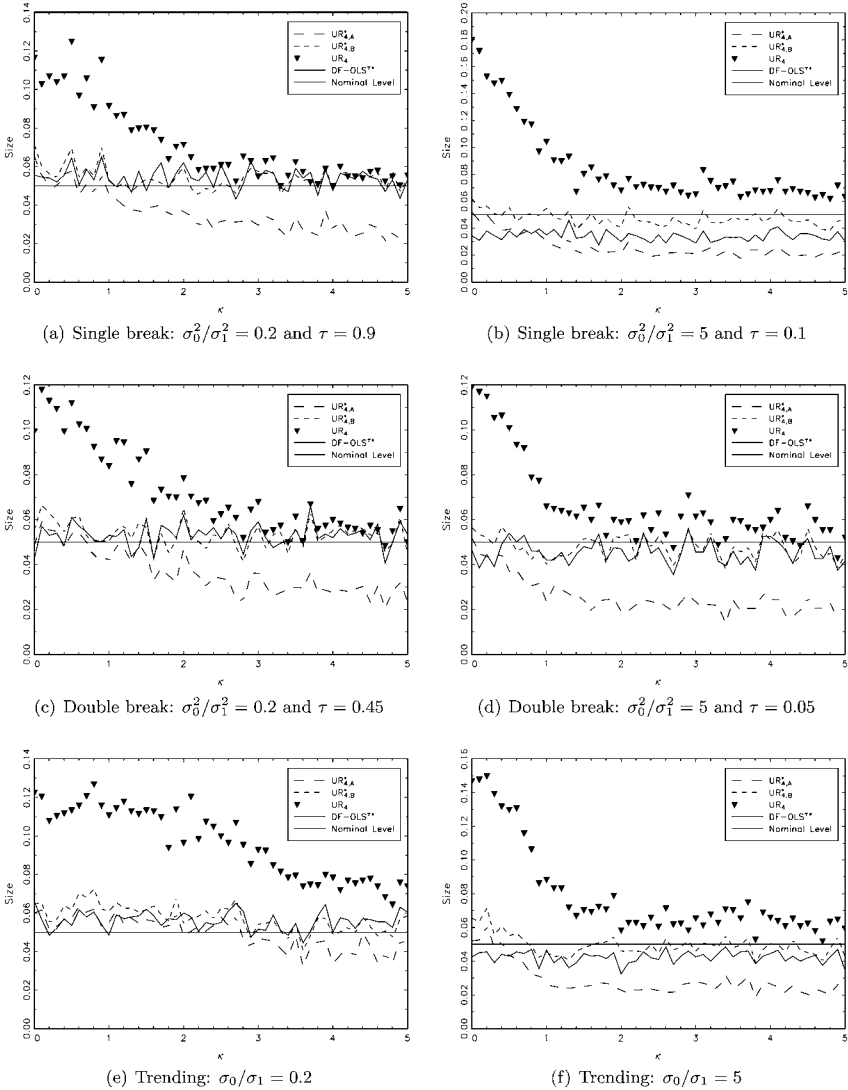 0.14
0.12
0.10
0.08
0.06
0.04
0.02
0.00
Size
UR*4,A
UR*4,B
UR4
DF-OLSτ*
Nominal Level
0 1 2 3 4 5
κ
(a) Single break: σ₀²/σ₁² = 0.2 and τ = 0.9
0.20
0.18
0.16
0.14
0.12
0.10
0.08
0.06
0.04
0.02
0.00
Size
UR*4,A
UR*4,B
UR4
DF-OLSτ*
Nominal Level
0 1 2 3 4 5
κ
(b) Single break: σ₀²/σ₁² = 5 and τ = 0.1
0.12
0.10
0.08
0.06
0.04
0.02
0.00
Size
UR*4,A
UR*4,B
UR4
DF-OLSτ*
Nominal Level
0 1 2 3 4 5
κ
(c) Double break: σ₀²/σ₁² = 0.2 and τ = 0.45
0.12
0.10
0.08
0.06
0.04
0.02
0.00
Size
UR*4,A
UR*4,B
UR4
DF-OLSτ*
Nominal Level
0 1 2 3 4 5
κ
(d) Double break: σ₀²/σ₁² = 5 and τ = 0.05
0.14
0.12
0.10
0.08
0.06
0.04
0.02
0.00
Size
UR*4,A
UR*4,B
UR4
DF-OLSτ*
Nominal Level
0 1 2 3 4 5
κ
(e) Trending: σ₀/σ₁ = 0.2
0.16
0.14
0.12
0.10
0.08
0.06
0.04
0.02
0.00
Size
UR*4,A
UR*4,B
UR4
DF-OLSτ*
Nominal Level
0 1 2 3 4 5
κ
(f) Trending: σ₀/σ₁ = 5